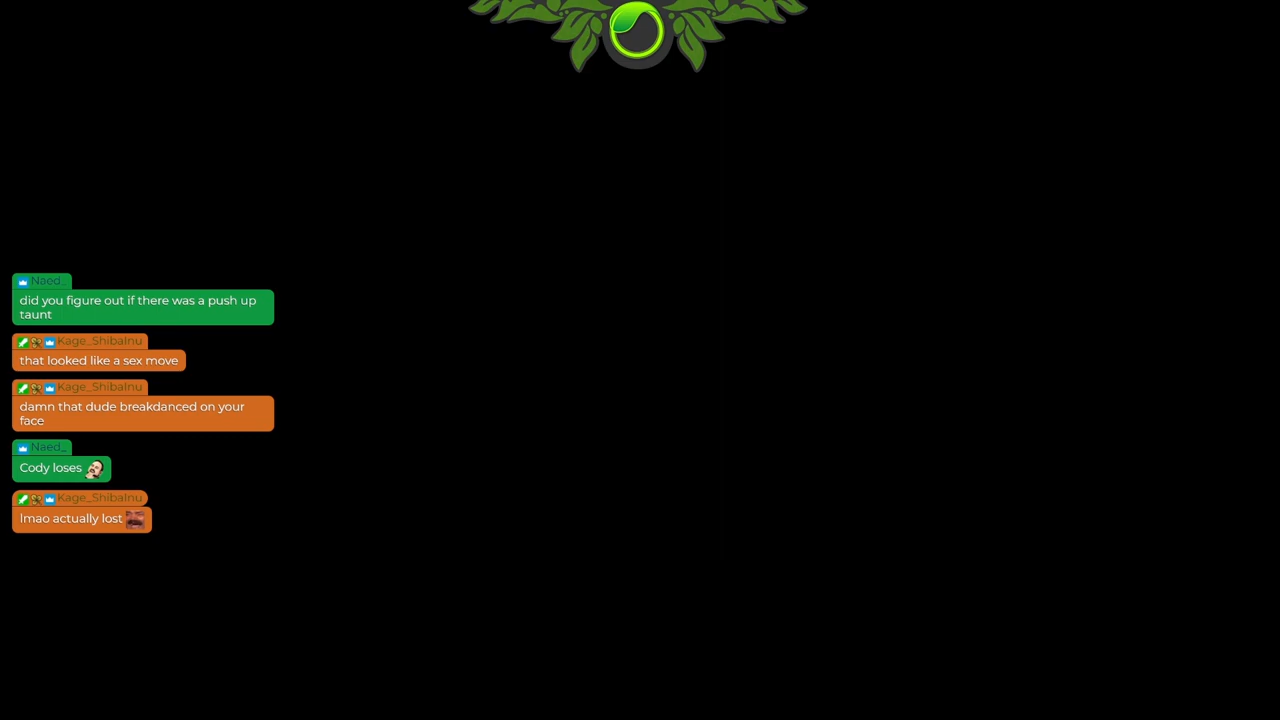 Naed_
did you figure out if there was a push up
taunt
Kage_ShibaInu
that looked like a sex move
Kage_ShibaInu
damn that dude breakdanced on your
face
Naed_
Cody loses
Kage_ShibaInu
lmao actually lost